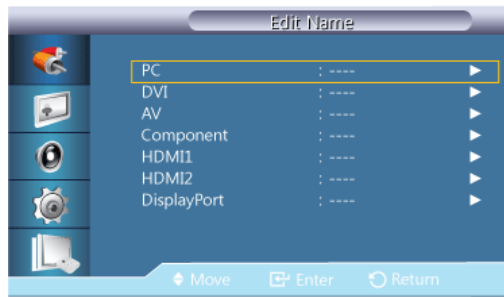 Edit Name
PC : ----
DVI : ----
AV : ----
Component : ----
HDMI1 : ----
HDMI2 : ----
DisplayPort : ----
Move Enter Return